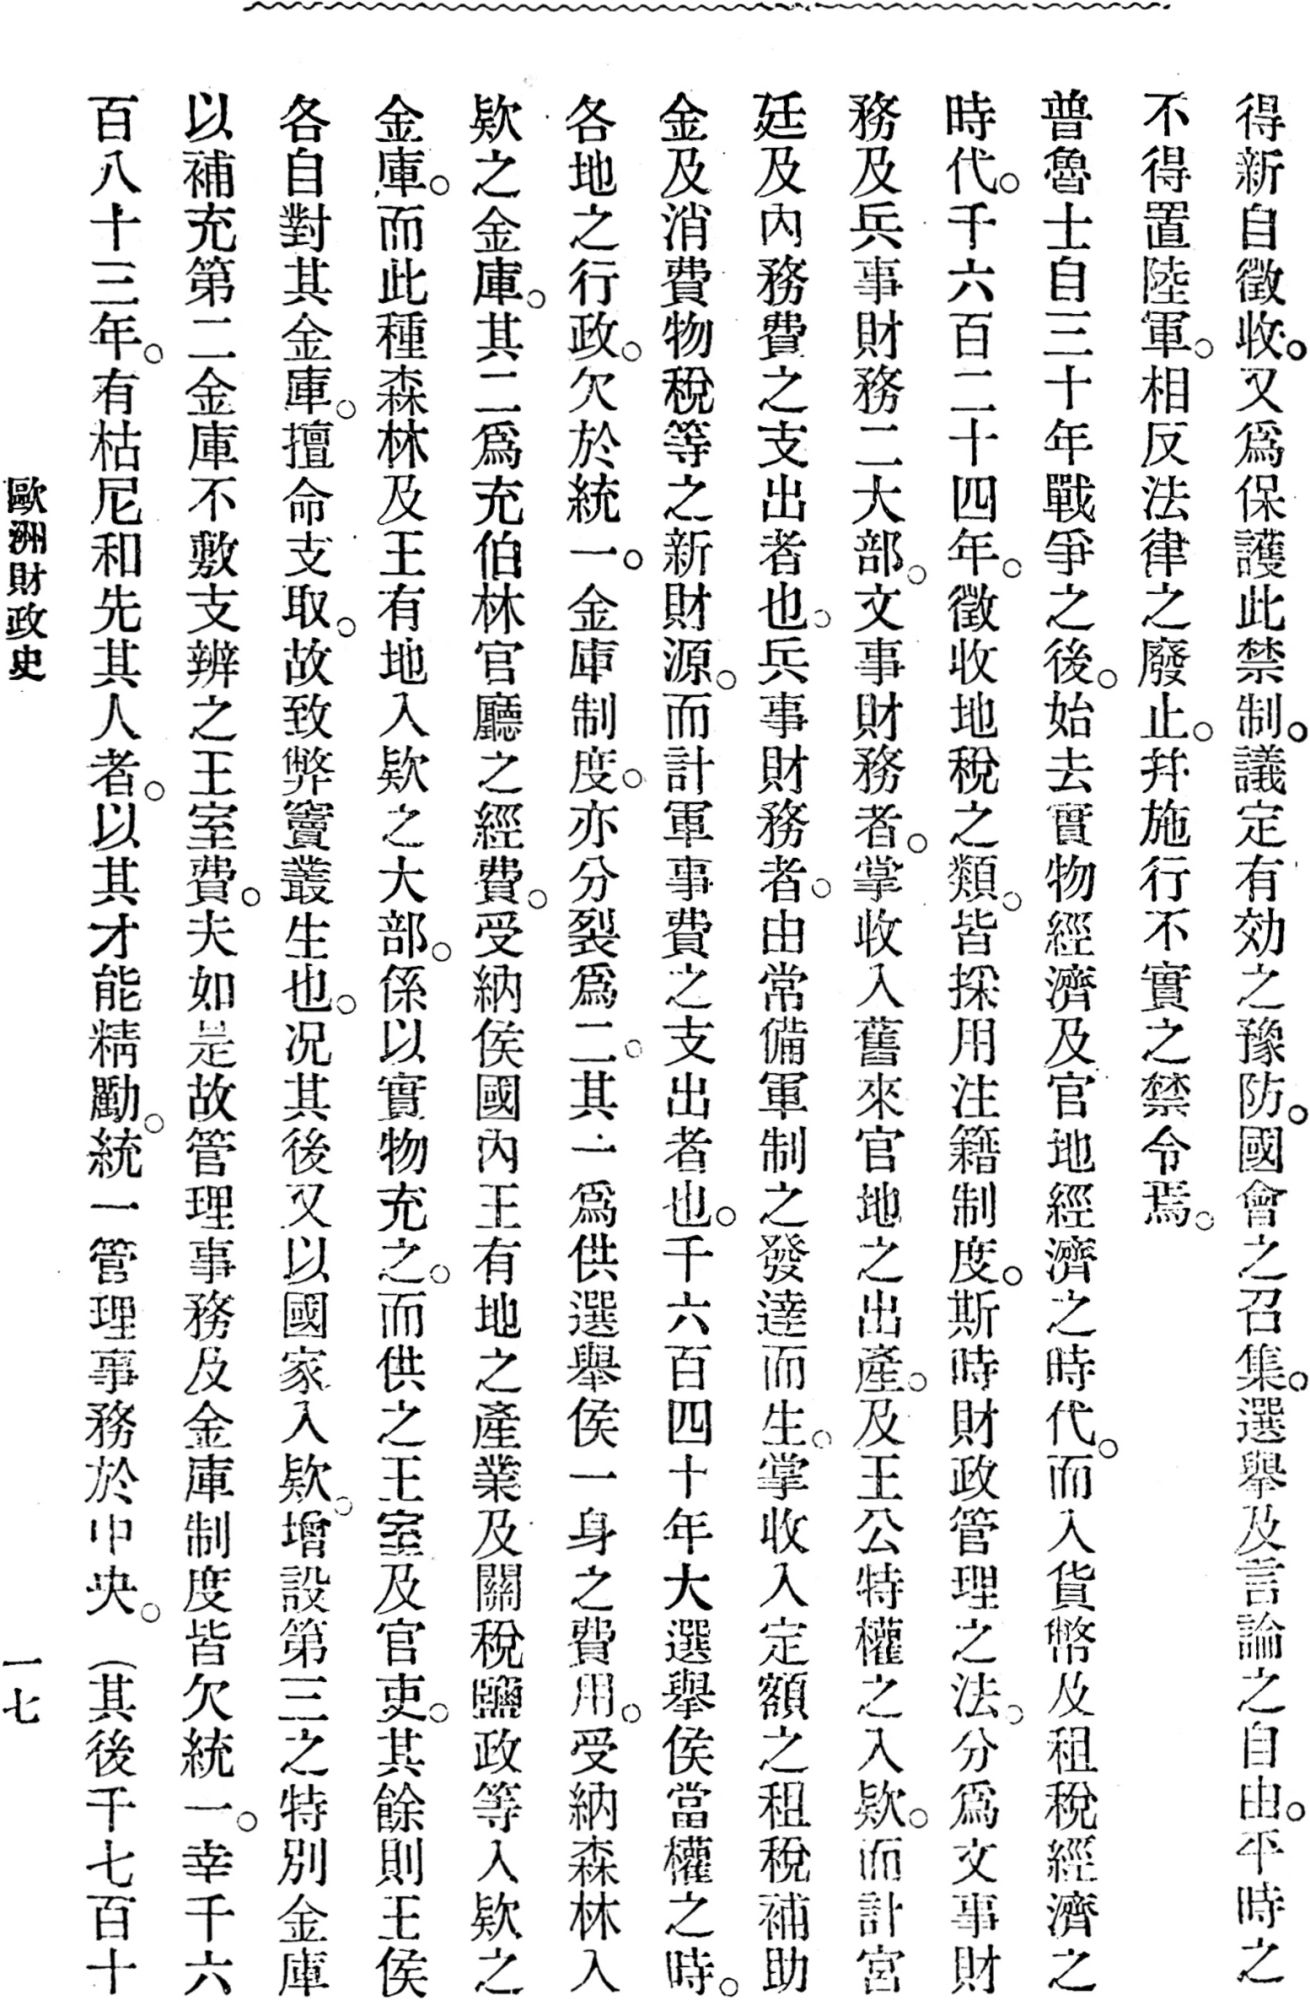 得新自徵收。又爲保護此禁制。議定有効之豫防。國會之召集。選舉及言論之自由。平時之
不得置陸軍。相反法律之廢止。幷施行不實之禁令焉。
普魯士自三十年戰爭之後。始去實物經濟及官地經濟之時代。而入貨幣及租稅經濟之
時代。千六百二十四年。徵收地稅之類。皆採用注籍制度。斯時財政管理之法。分爲文事財
務及兵事財務二大部。文事財務者。掌收入舊來官地之出產。及王公特權之入欵。而計宮
廷及內務費之支出者也。兵事財務者。由常備軍制之發達而生。掌收入定額之租稅補助
金及消費物稅等之新財源。而計軍事費之支出者也。千六百四十年大選舉侯當權之時。
各地之行政。欠於統一。金庫制度。亦分裂爲二。其一爲供選舉侯一身之費用。受納森林入
欵之金庫。其二爲充伯林官廳之經費。受納侯國內王有地之產業及關稅鹽政等入欵之
金庫。而此種森林及王有地入欵之大部。係以實物充之。而供之王室及官吏。其餘則王侯
各自對其金庫。擅命支取。故致弊竇叢生也。况其後又以國家入欵。增設第三之特別金庫
以補充第二金庫不敷支辨之王室費。夫如是故管理事務及金庫制度皆欠統一。幸千六
百八十三年。有枯尼和先其人者。以其才能精勵。統一管理事務於中央。（其後千七百十
歐洲財政史
一七